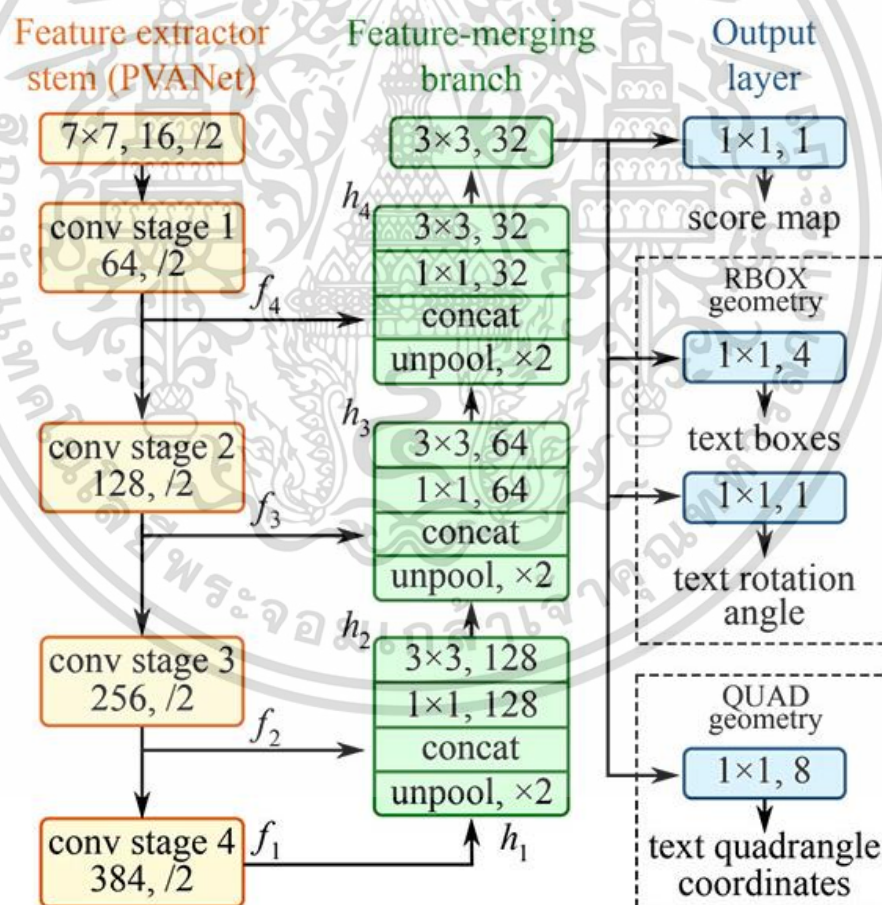 Feature extractor
stem (PVANet)
7×7, 16, /2
conv stage 1
64, /2
conv stage 2
128, /2
conv stage 3
256, /2
conv stage 4
384, /2
f₄
f₃
f₂
f₁
Feature-merging
branch
3×3, 32
h₄
3×3, 32
1×1, 32
concat
unpool, ×2
h₃
3×3, 64
1×1, 64
concat
unpool, ×2
h₂
3×3, 128
1×1, 128
concat
unpool, ×2
h₁
Output
layer
1×1, 1
score map
RBOX
geometry
1×1, 4
text boxes
1×1, 1
text rotation
angle
QUAD
geometry
1×1, 8
text quadrangle
coordinates